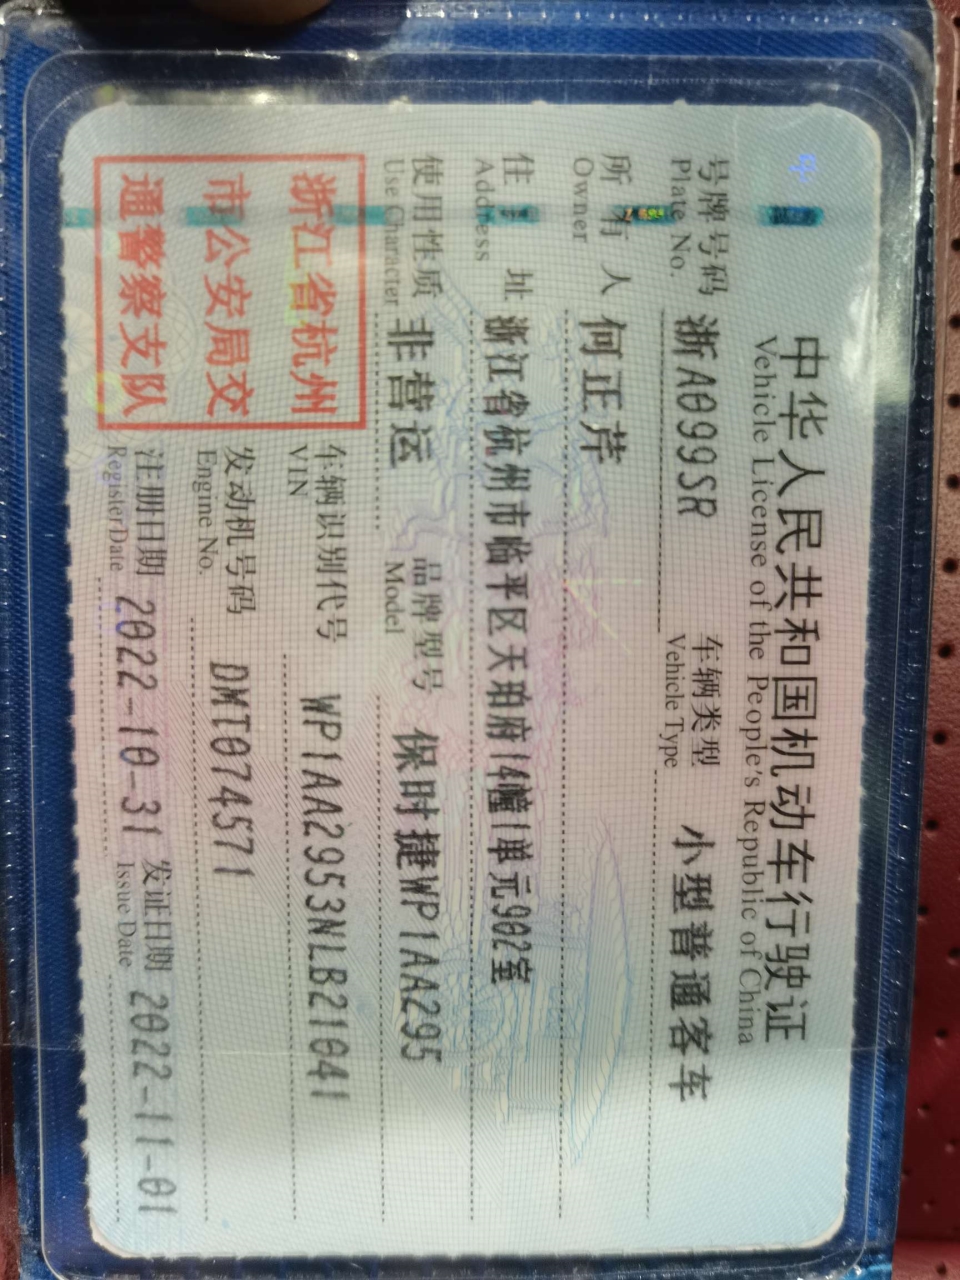 中华人民共和国机动车行驶证
Vehicle License of the People's Republic of China
号牌号码 浙A099SR 车辆类型 小型普通客车
Plate No. Vehicle Type
所有人 何正芹
Owner
住址 浙江省杭州市临平区天珀府14幢1单元902室
Address
使用性质 非营运 品牌型号 保时捷WP1AA295
Use Character Model
浙江省杭州
市公安局交
通警察支队
车辆识别代号 WP1AA2953NLB21041
VIN
发动机号码 DMT074571
Engine No.
注册日期 2022-10-31 发证日期 2022-11-01
Register Date Issue Date